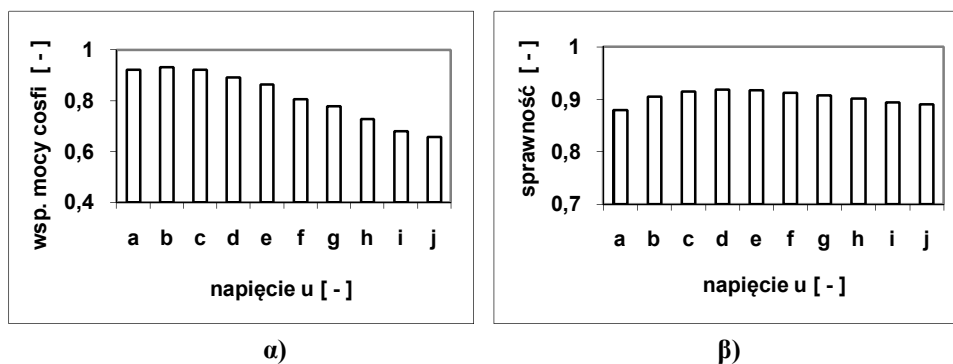 wsp. mocy cosfi [ - ]
1
0,8
0,6
0,4
a b c d e f g h i j
napięcie u [ - ]
α)
sprawność [ - ]
1
0,9
0,8
0,7
a b c d e f g h i j
napięcie u [ - ]
β)